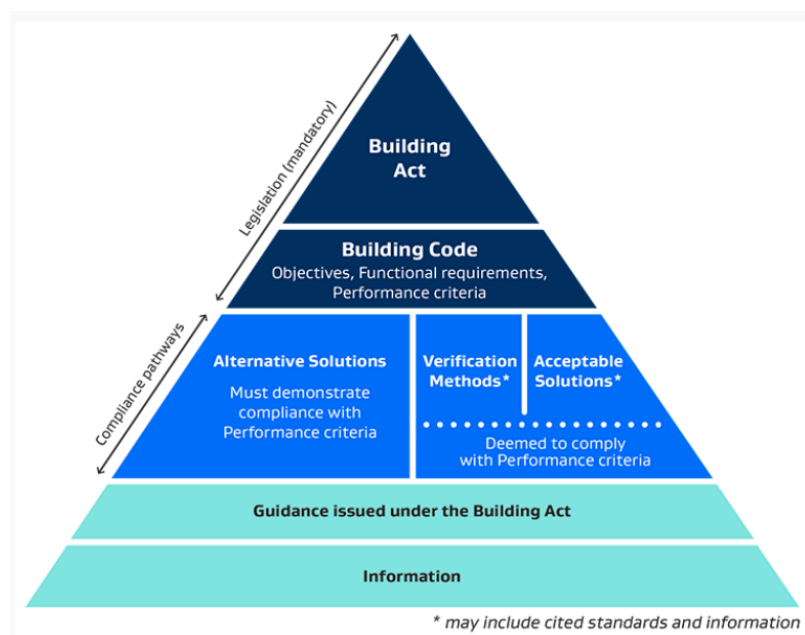 Legislation (mandatory)
Building
Act
Building Code
Objectives, Functional requirements,
Performance criteria
Compliance pathways
Alternative Solutions
Must demonstrate
compliance with
Performance criteria
Verification
Methods*
Acceptable
Solutions*
Deemed to comply
with Performance criteria
Guidance issued under the Building Act
Information
* may include cited standards and information